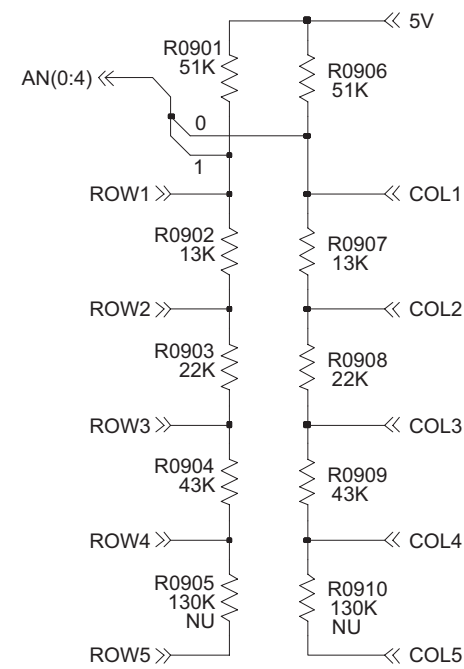 5V
R0901
51K
R0906
51K
AN(0:4)
0
1
ROW1
COL1
R0902
13K
R0907
13K
ROW2
COL2
R0903
22K
R0908
22K
ROW3
COL3
R0904
43K
R0909
43K
ROW4
COL4
R0905
130K
NU
R0910
130K
NU
ROW5
COL5